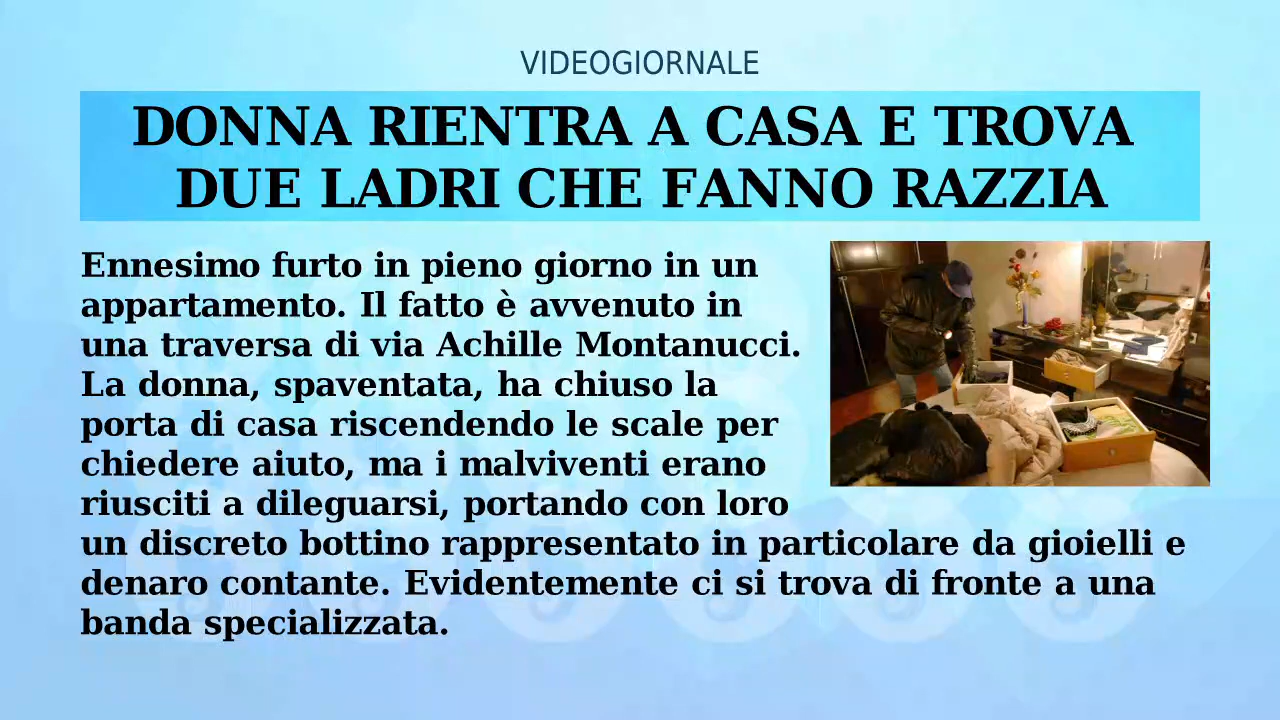 VIDEOGIORNALE
DONNA RIENTRA A CASA E TROVA
DUE LADRI CHE FANNO RAZZIA
Ennesimo furto in pieno giorno in un
appartamento. Il fatto è avvenuto in
una traversa di via Achille Montanucci.
La donna, spaventata, ha chiuso la
porta di casa riscendendo le scale per
chiedere aiuto, ma i malviventi erano
riusciti a dileguarsi, portando con loro
un discreto bottino rappresentato in particolare da gioielli e
denaro contante. Evidentemente ci si trova di fronte a una
banda specializzata.